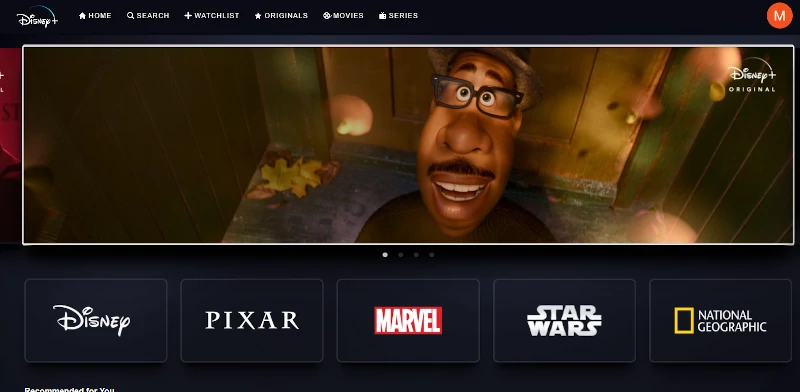 Disney+
HOME
SEARCH
WATCHLIST
ORIGINALS
MOVIES
SERIES
M
Disney+
ORIGINAL
Disney
PIXAR
MARVEL
STAR
WARS
NATIONAL
GEOGRAPHIC
Recommended for You